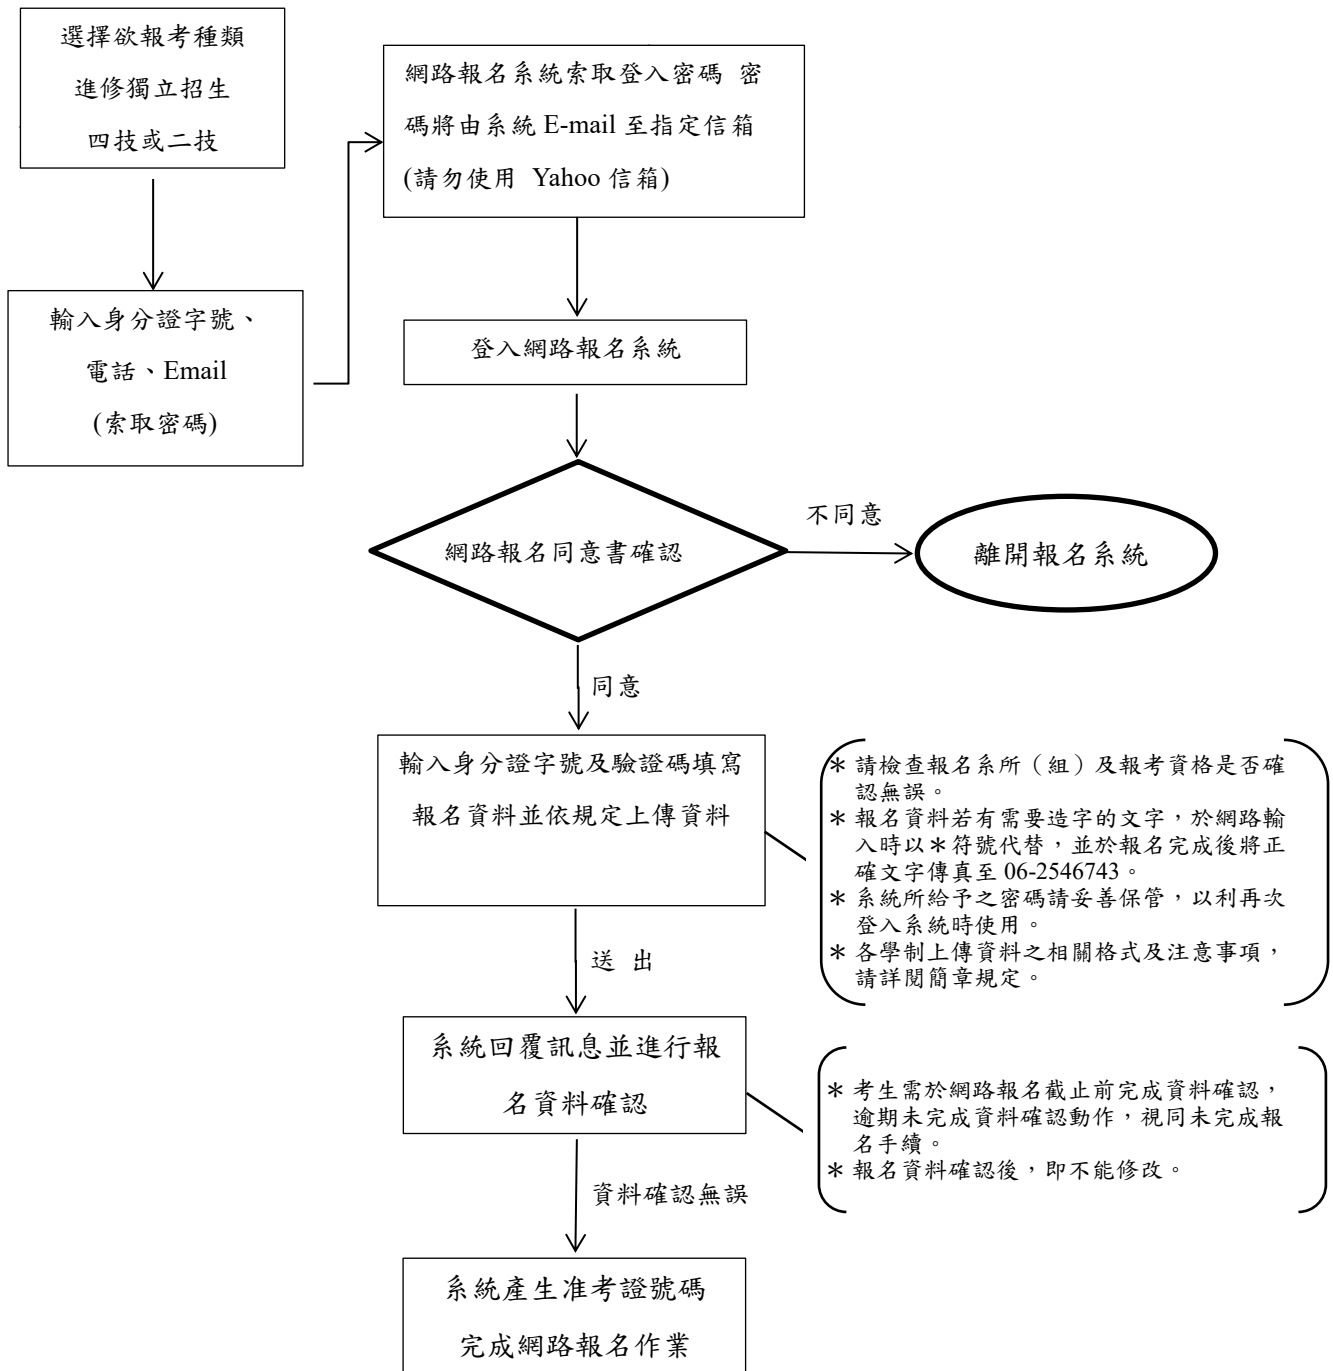 選擇欲報考種類
進修獨立招生
四技或二技
輸入身分證字號、
電話、Email
(索取密碼)
網路報名系統索取登入密碼 密
碼將由系統 E-mail 至指定信箱
(請勿使用 Yahoo 信箱)
登入網路報名系統
網路報名同意書確認
不同意
離開報名系統
同意
輸入身分證字號及驗證碼填寫
報名資料並依規定上傳資料
＊請檢查報名系所（組）及報考資格是否確
認無誤。
＊報名資料若有需要造字的文字，於網路輸
入時以＊符號代替，並於報名完成後將正
確文字傳真至 06-2546743。
＊系統所給予之密碼請妥善保管，以利再次
登入系統時使用。
＊各學制上傳資料之相關格式及注意事項，
請詳閱簡章規定。
送 出
系統回覆訊息並進行報
名資料確認
＊考生需於網路報名截止前完成資料確認，
逾期未完成資料確認動作，視同未完成報
名手續。
＊報名資料確認後，即不能修改。
資料確認無誤
系統產生准考證號碼
完成網路報名作業